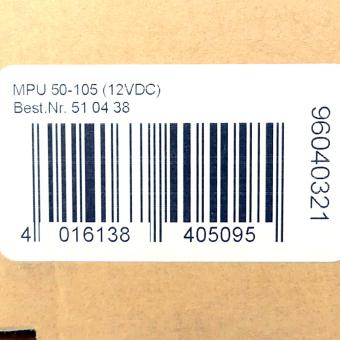 MPU 50-105 (12VDC)
Best.Nr. 51 04 38
4 016138 405095
96040321